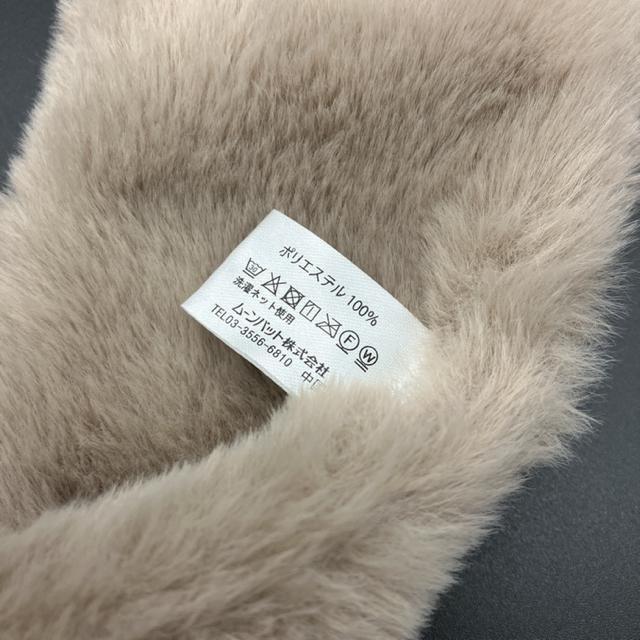 ポリエステル 100%
F W
洗濯ネット使用
ムーンバット株式会社
TEL03-3556-6810 中